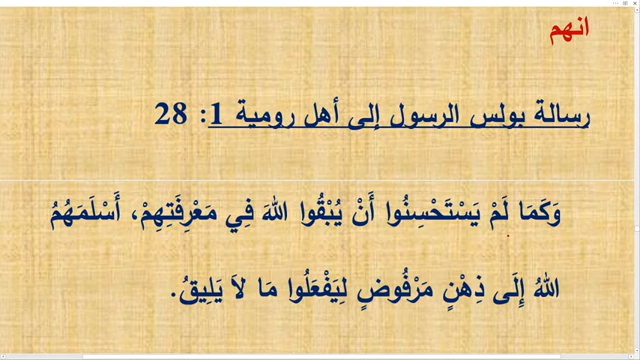 انهم
رسالة بولس الرسول إلى أهل رومية 1: 28
وَكَمَا لَمْ يَسْتَحْسِنُوا أَنْ يُبْقُوا اللهَ فِي مَعْرِفَتِهِمْ، أَسْلَمَهُمُ
اللهُ إِلَى ذِهْنٍ مَرْفُوضٍ لِيَفْعَلُوا مَا لاَ يَلِيقُ.